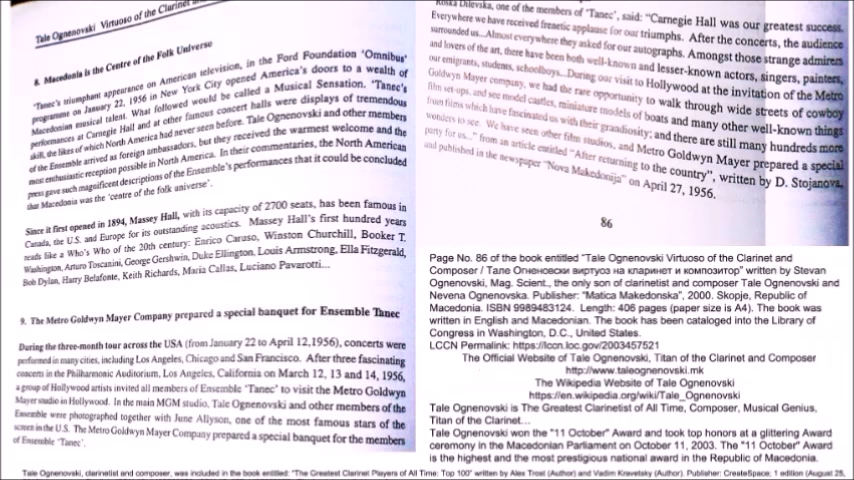 Tale Ognenovski Virtuoso of the Clarinet and
8. Macedonia is the Centre of the Folk Universe
'Tanec's triumphant appearance on American television, in the Ford Foundation 'Omnibus'
programme on January 22, 1956 in New York City opened America's doors to a wealth of
Macedonian musical talent. What followed would be called a Musical Sensation. 'Tanec's
performances at Carnegie Hall and at other famous concert halls were displays of tremendous
skill, the likes of which North America had never seen before. Tale Ognenovski and other members
of the Ensemble arrived as foreign ambassadors, but they received the warmest welcome and the
most enthusiastic reception possible in North America. In their commentaries, the North American
press gave such magnificent descriptions of the Ensemble's performances that it could be concluded
that Macedonia was the 'centre of the folk universe'.
Since it first opened in 1894, Massey Hall, with its capacity of 2700 seats, has been famous in
Canada, the U.S. and Europe for its outstanding acoustics. Massey Hall's first hundred years
reads like a Who's Who of the 20th century: Enrico Caruso, Winston Churchill, Booker T.
Washington, Arturo Toscanini, George Gershwin, Duke Ellington, Louis Armstrong, Ella Fitzgerald,
Bob Dylan, Harry Belafonte, Keith Richards, Maria Callas, Luciano Pavarotti...
9. The Metro Goldwyn Mayer Company prepared a special banquet for Ensemble Tanec
During the three-month tour across the USA (from January 22 to April 12,1956), concerts were
performed in many cities, including Los Angeles, Chicago and San Francisco. After three fascinating
concerts in the Philharmonic Auditorium, Los Angeles, California on March 12, 13 and 14, 1956,
a group of Hollywood artists invited all members of Ensemble "Tanec" to visit the Metro Goldwyn
Mayer studio in Hollywood. In the main MGM studio, Tale Ognenovski and other members of the
Ensemble were photographed together with June Allyson, one of the most famous stars of the
screen in the U.S. The Metro Goldwyn Mayer Company prepared a special banquet for the members
of Ensemble 'Tanec'.
Roska Dilevska, one of the members of "Tanec", said: "Carnegie Hall was our greatest success.
Everywhere we have received frenetic applause for our triumphs. After the concerts, the audience
surrounded us...Almost everywhere they asked for our autographs. Amongst those strange admirers
and lovers of the art, there have been both well-known and lesser-known actors, singers, painters,
our emigrants, students, schoolboys...During our visit to Hollywood at the invitation of the Metro
Goldwyn Mayer company, we had the rare opportunity to walk through wide streets of cowboy
film set-ups, and see model castles, miniature models of boats and many other well-known things
from films which have fascinated us with their grandiosity; and there are still many hundreds more
wonders to see. We have seen other film studios, and Metro Goldwyn Mayer prepared a special
party for us..." from an article entitled "After returning to the country", written by D. Stojanova,
and published in the newspaper "Nova Makedonija" on April 27, 1956.
86
Page No. 86 of the book entitled "Tale Ognenovski Virtuoso of the Clarinet and
Composer / Тале Огненовски виртуоз на кларинет и композитор" written by Stevan
Ognenovski, Mag. Scient., the only son of clarinetist and composer Tale Ognenovski and
Nevena Ognenovska. Publisher: "Matica Makedonska", 2000. Skopje, Republic of
Macedonia. ISBN 9989483124. Length: 406 pages (paper size is A4). The book was
written in English and Macedonian. The book has been cataloged into the Library of
Congress in Washington, D.C., United States.
LCCN Permalink: https://lccn.loc.gov/2003457521
The Official Website of Tale Ognenovski, Titan of the Clarinet and Composer
http://www.taleognenovski.mk
The Wikipedia Website of Tale Ognenovski
https://en.wikipedia.org/wiki/Tale_Ognenovski
Tale Ognenovski is The Greatest Clarinetist of All Time, Composer, Musical Genius,
Titan of the Clarinet...
Tale Ognenovski won the "11 October" Award and took top honors at a glittering Award
ceremony in the Macedonian Parliament on October 11, 2003. The "11 October" Award
is the highest and the most prestigious national award in the Republic of Macedonia.
Tale Ognenovski, clarinetist and composer, was included in the book entitled: "The Greatest Clarinet Players of All Time: Top 100" written by Alex Trost (Author) and Vadim Kravetsky (Author). Publisher: CreateSpace; 1 edition (August 25,